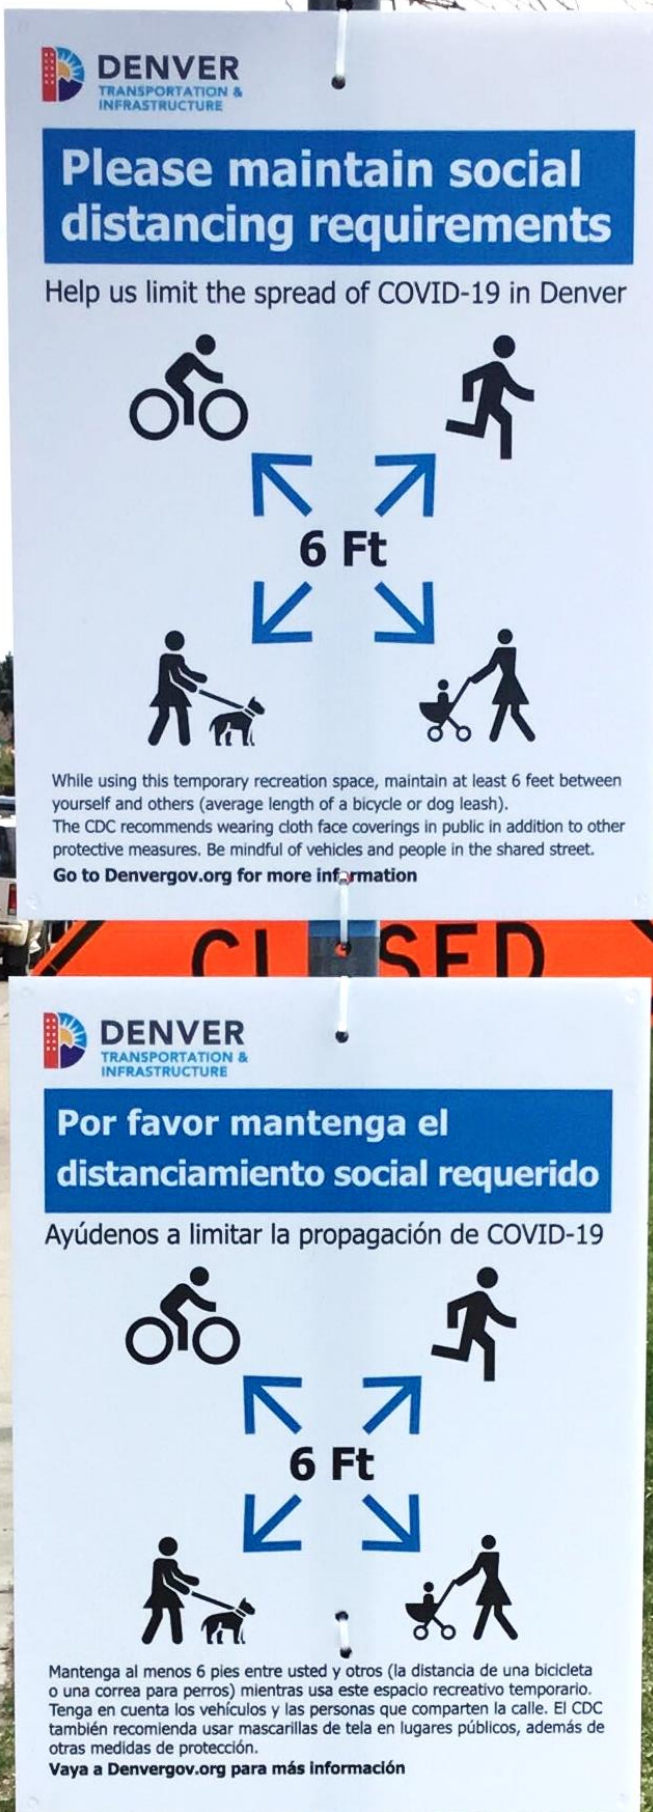 DENVER
TRANSPORTATION &
INFRASTRUCTURE
Please maintain social
distancing requirements
Help us limit the spread of COVID-19 in Denver
6 Ft
While using this temporary recreation space, maintain at least 6 feet between
yourself and others (average length of a bicycle or dog leash).
The CDC recommends wearing cloth face coverings in public in addition to other
protective measures. Be mindful of vehicles and people in the shared street.
Go to Denvergov.org for more information
CLOSED
DENVER
TRANSPORTATION &
INFRASTRUCTURE
Por favor mantenga el
distanciamiento social requerido
Ayúdenos a limitar la propagación de COVID-19
6 Ft
Mantenga al menos 6 pies entre usted y otros (la distancia de una bicicleta
o una correa para perros) mientras usa este espacio recreativo temporario.
Tenga en cuenta los vehículos y las personas que comparten la calle. El CDC
también recomienda usar mascarillas de tela en lugares públicos, además de
otras medidas de protección.
Vaya a Denvergov.org para más información